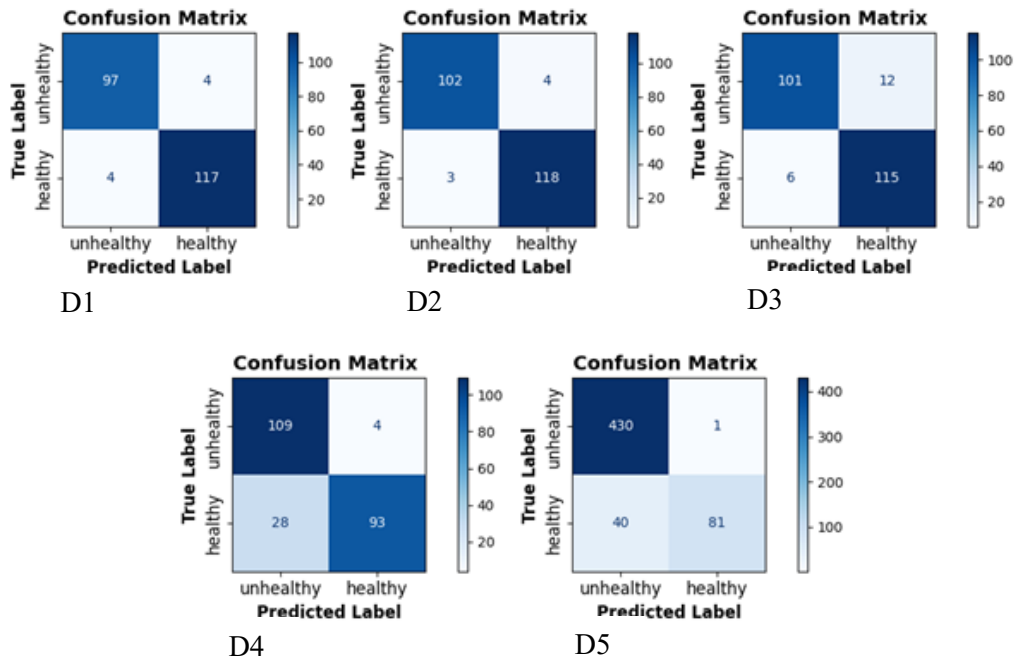 Confusion Matrix
unhealthy
healthy
True Label
97 4
4 117
unhealthy healthy
Predicted Label
100
80
60
40
20
D1
Confusion Matrix
unhealthy
healthy
True Label
102 4
3 118
unhealthy healthy
Predicted Label
100
80
60
40
20
D2
Confusion Matrix
unhealthy
healthy
True Label
101 12
6 115
unhealthy healthy
Predicted Label
100
80
60
40
20
D3
Confusion Matrix
unhealthy
healthy
True Label
109 4
28 93
unhealthy healthy
Predicted Label
100
80
60
40
20
D4
Confusion Matrix
unhealthy
healthy
True Label
430 1
40 81
unhealthy healthy
Predicted Label
400
300
200
100
D5